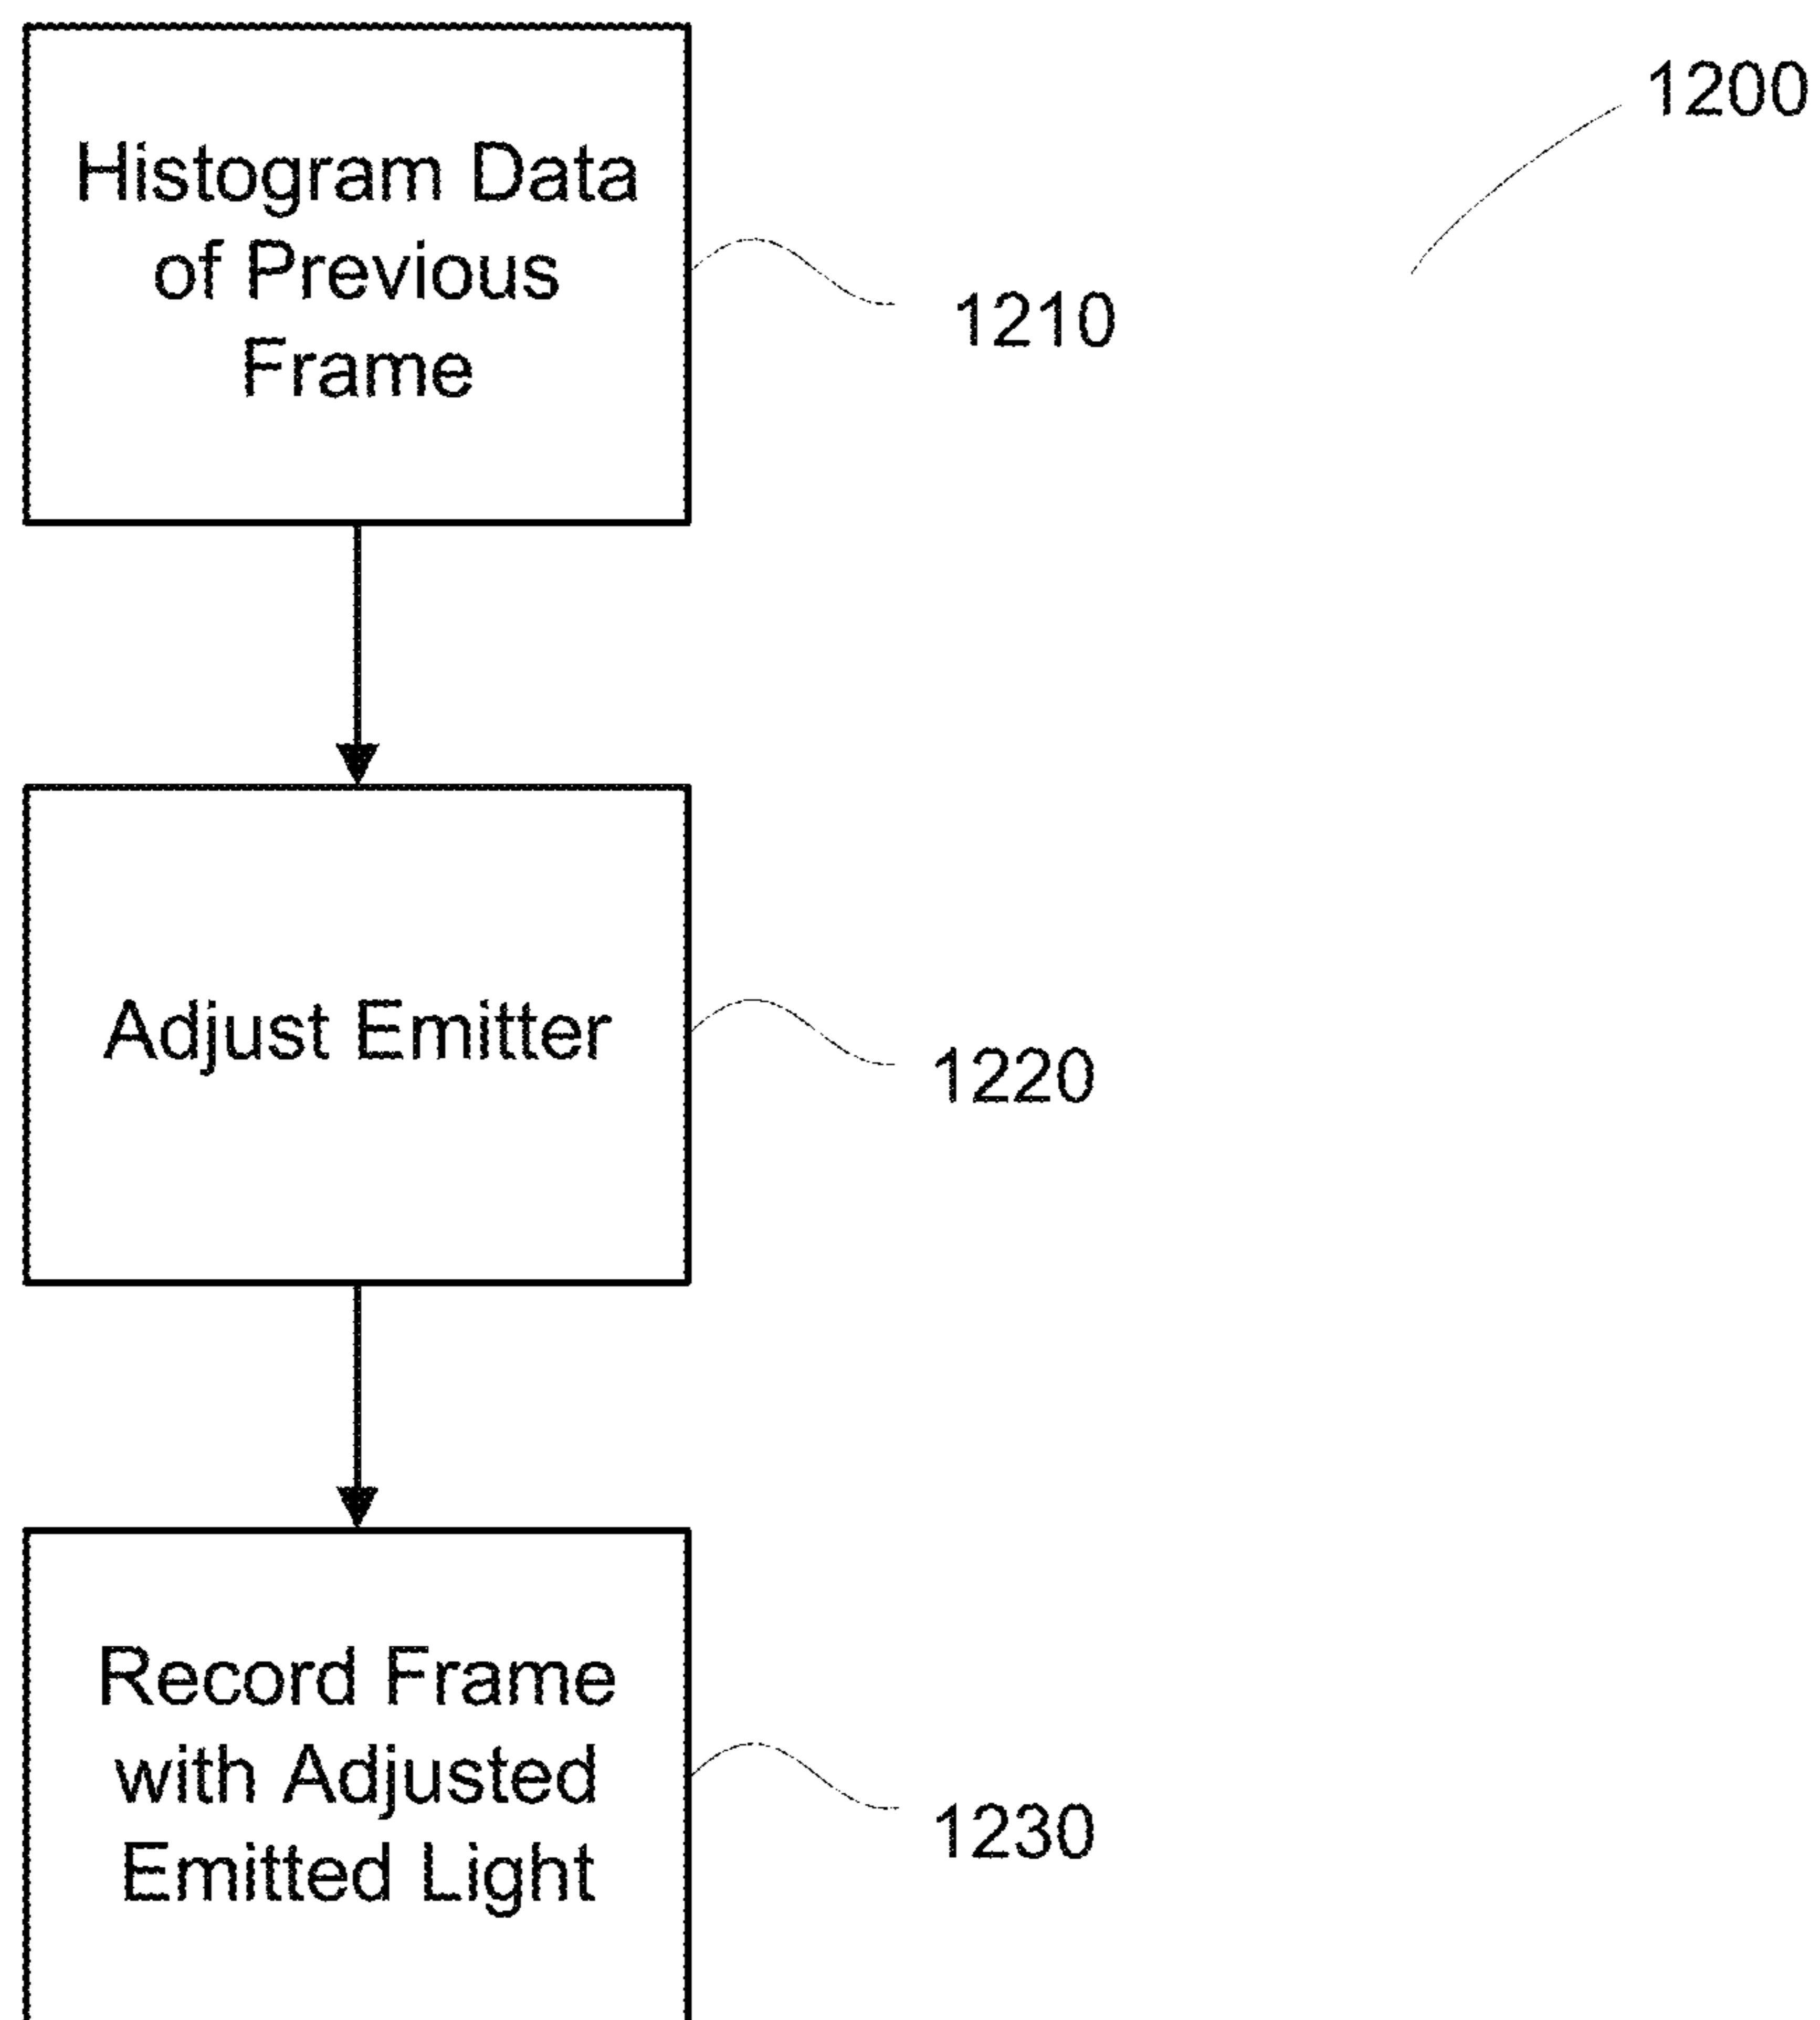 1200
Histogram Data
of Previous
Frame
1210
Adjust Emitter
1220
Record Frame
with Adjusted
Emitted Light
1230